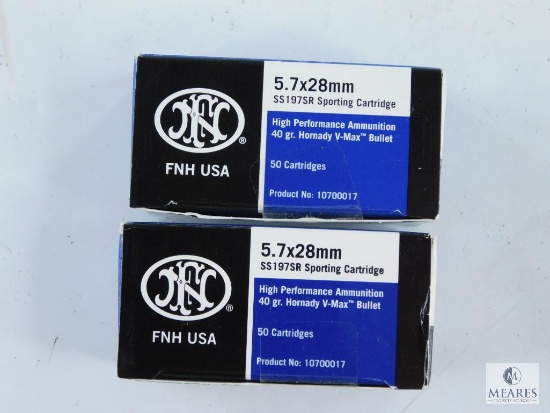 FN
®
FNH USA
5.7x28mm
SS197SR Sporting Cartridge
High Performance Ammunition
40 gr. Hornady V-Max™ Bullet
50 Cartridges
Product No: 10700017
FN
®
FNH USA
5.7x28mm
SS197SR Sporting Cartridge
High Performance Ammunition
40 gr. Hornady V-Max™ Bullet
50 Cartridges
Product No: 10700017
M
MEARES